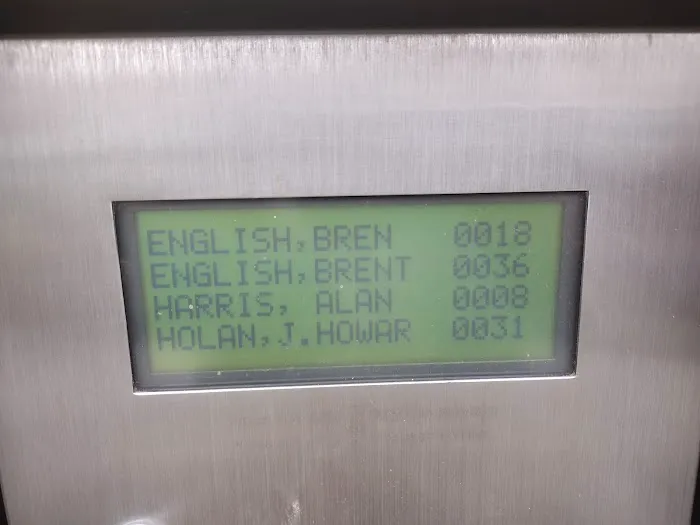 ENGLISH,BREN 0018
ENGLISH,BRENT 0036
HARRIS, ALAN 0008
HOLAN,J.HOWAR 0031